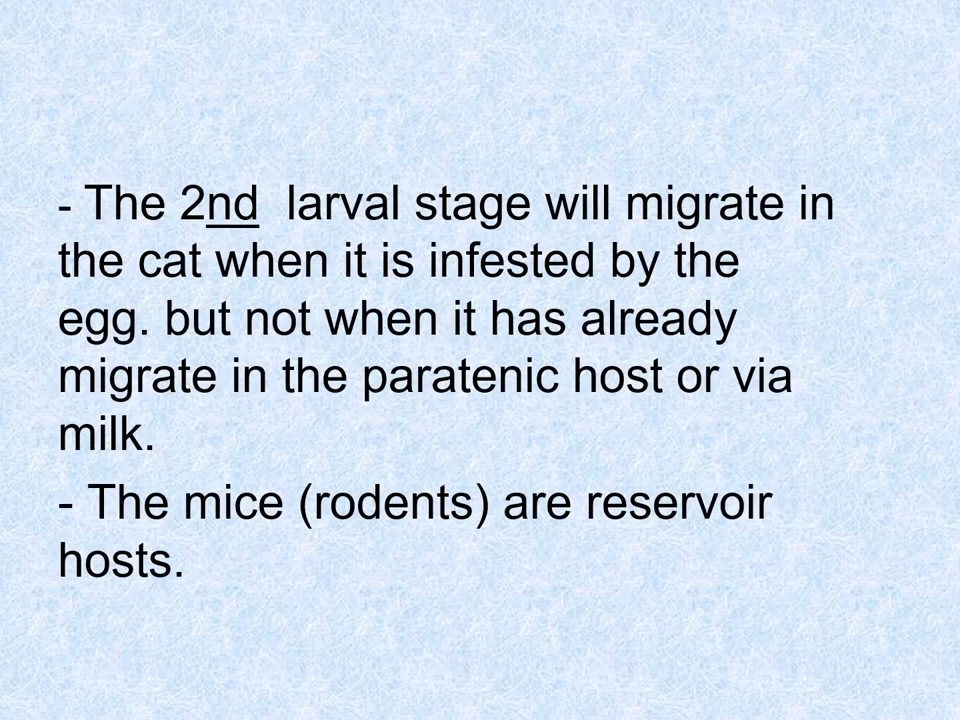 - The 2nd larval stage will migrate in
the cat when it is infested by the
egg. but not when it has already
migrate in the paratenic host or via
milk.
- The mice (rodents) are reservoir
hosts.